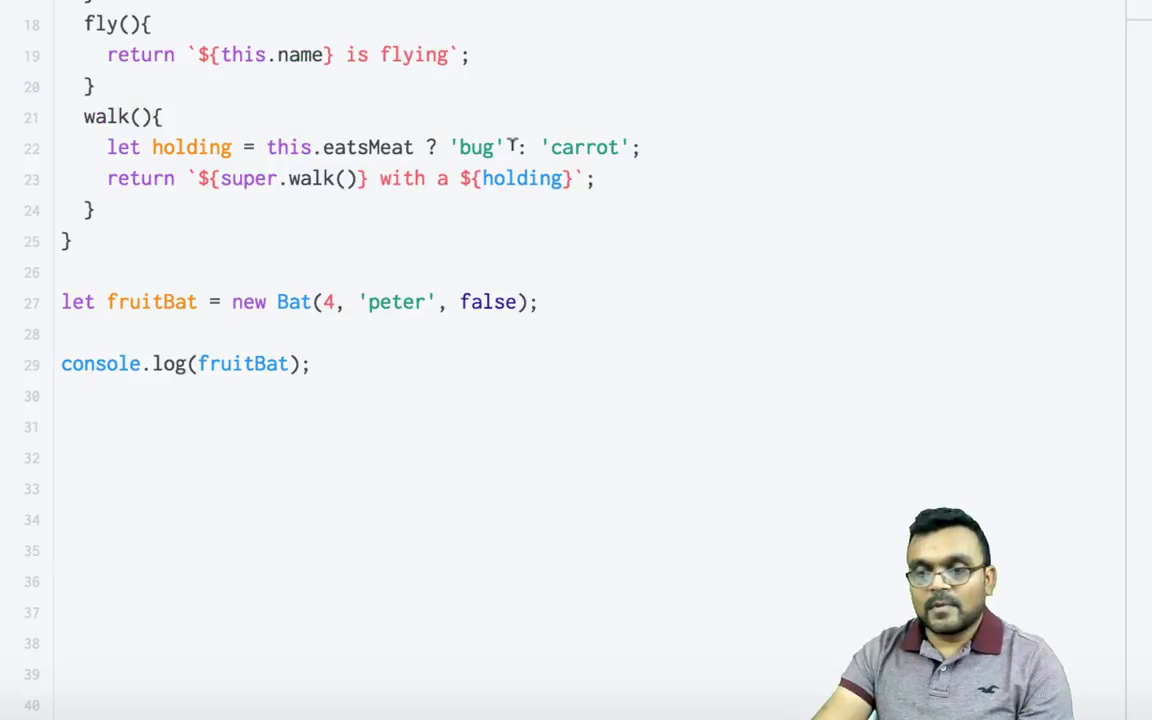 18 fly(){
19 return `${this.name} is flying`;
20 }
21 walk(){
22 let holding = this.eatsMeat ? 'bug' : 'carrot';
23 return `${super.walk()} with a ${holding}`;
24 }
25 }
26
27 let fruitBat = new Bat(4, 'peter', false);
28
29 console.log(fruitBat);
30
31
32
33
34
35
36
37
38
39
40